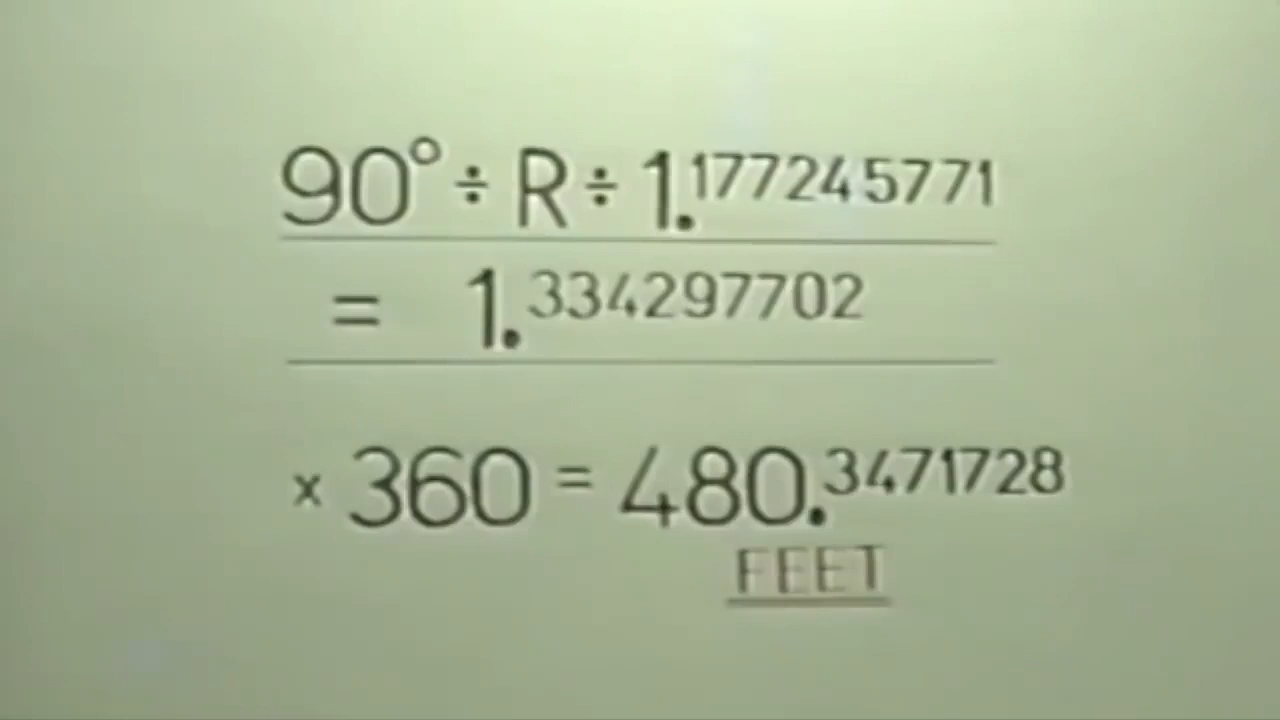 90° ÷ R ÷ 1.177245771
= 1.334297702
x 360 = 480.3471728
FEET